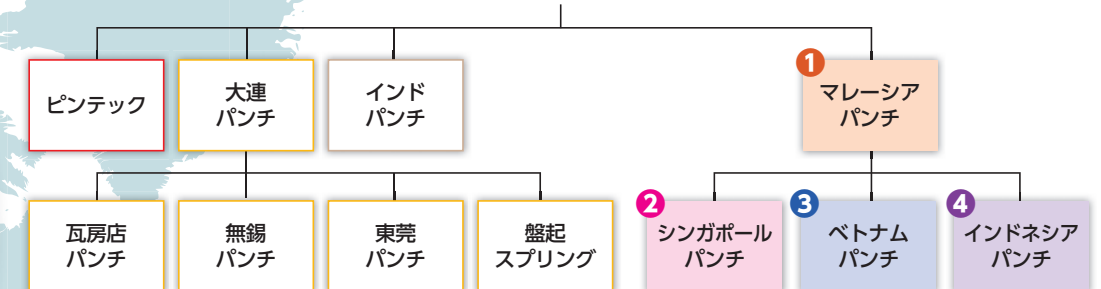 ピンテック
大連
パンチ
インド
パンチ
1
マレーシア
パンチ
瓦房店
パンチ
無錫
パンチ
東莞
パンチ
盤起
スプリング
2
シンガポール
パンチ
3
ベトナム
パンチ
4
インドネシア
パンチ